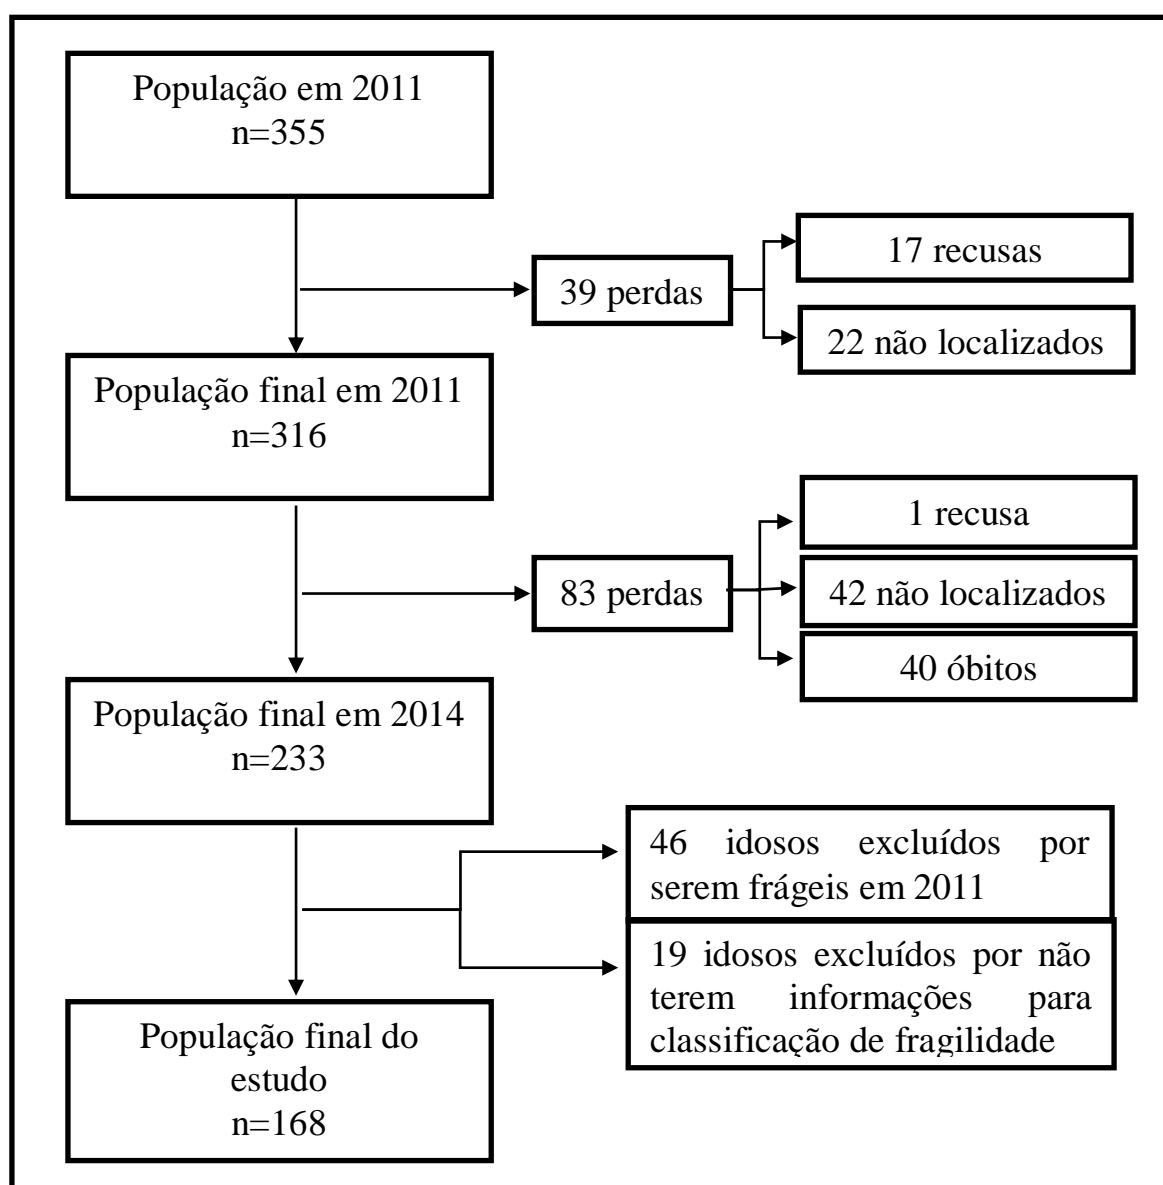 População em 2011
n=355
17 recusas
39 perdas
22 não localizados
População final em 2011
n=316
1 recusa
83 perdas
42 não localizados
40 óbitos
População final em 2014
n=233
46 idosos excluídos por
serem frágeis em 2011
19 idosos excluídos por não
terem informações para
classificação de fragilidade
População final do
estudo
n=168